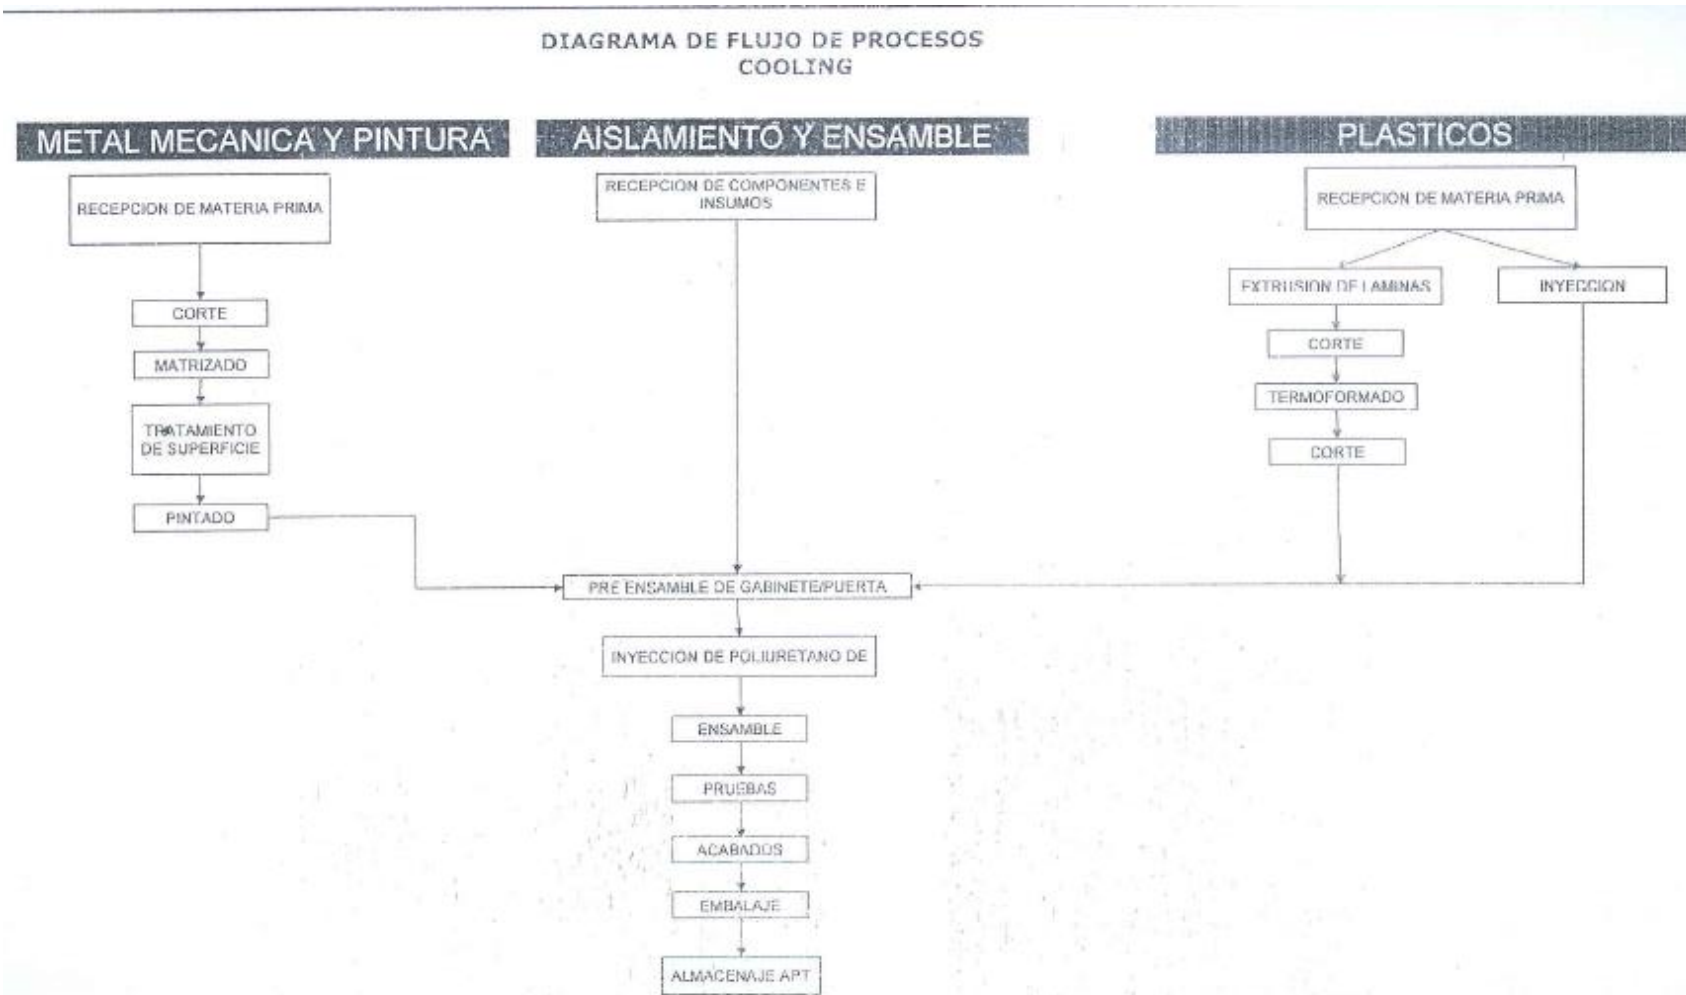 DIAGRAMA DE FLUJO DE PROCESOS
COOLING
METAL MECANICA Y PINTURA
RECEPCION DE MATERIA PRIMA
CORTE
MATRIZADO
TRATAMIENTO
DE SUPERFICIE
PINTADO
AISLAMIENTO Y ENSAMBLE
RECEPCION DE COMPONENTES E
INSUMOS
PRE ENSAMBLE DE GABINETE/PUERTA
INYECCION DE POLIURETANO DE
ENSAMBLE
PRUEBAS
ACABADOS
EMBALAJE
ALMACENAJE APT
PLASTICOS
RECEPCION DE MATERIA PRIMA
EXTRUSION DE LAMINAS
CORTE
TERMOFORMADO
CORTE
INYECCION